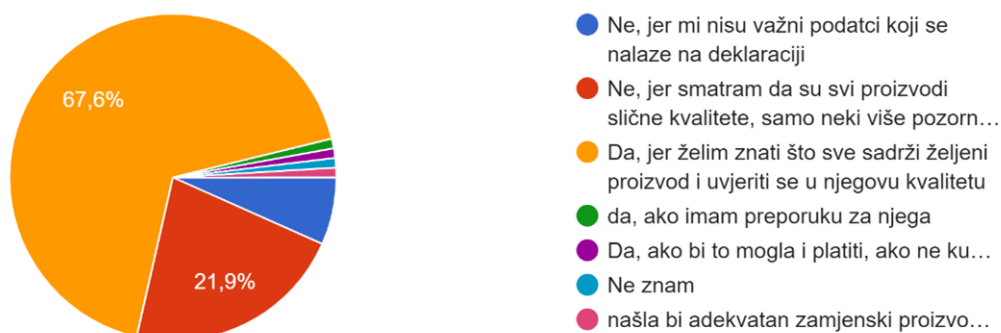 67,6%
21,9%
Ne, jer mi nisu važni podatci koji se
nalaze na deklaraciji
Ne, jer smatram da su svi proizvodi
slične kvalitete, samo neki više pozorn…
Da, jer želim znati što sve sadrži željeni
proizvod i uvjeriti se u njegovu kvalitetu
da, ako imam preporuku za njega
Da, ako bi to mogla i platiti, ako ne ku…
Ne znam
našla bi adekvatan zamjenski proizvo…